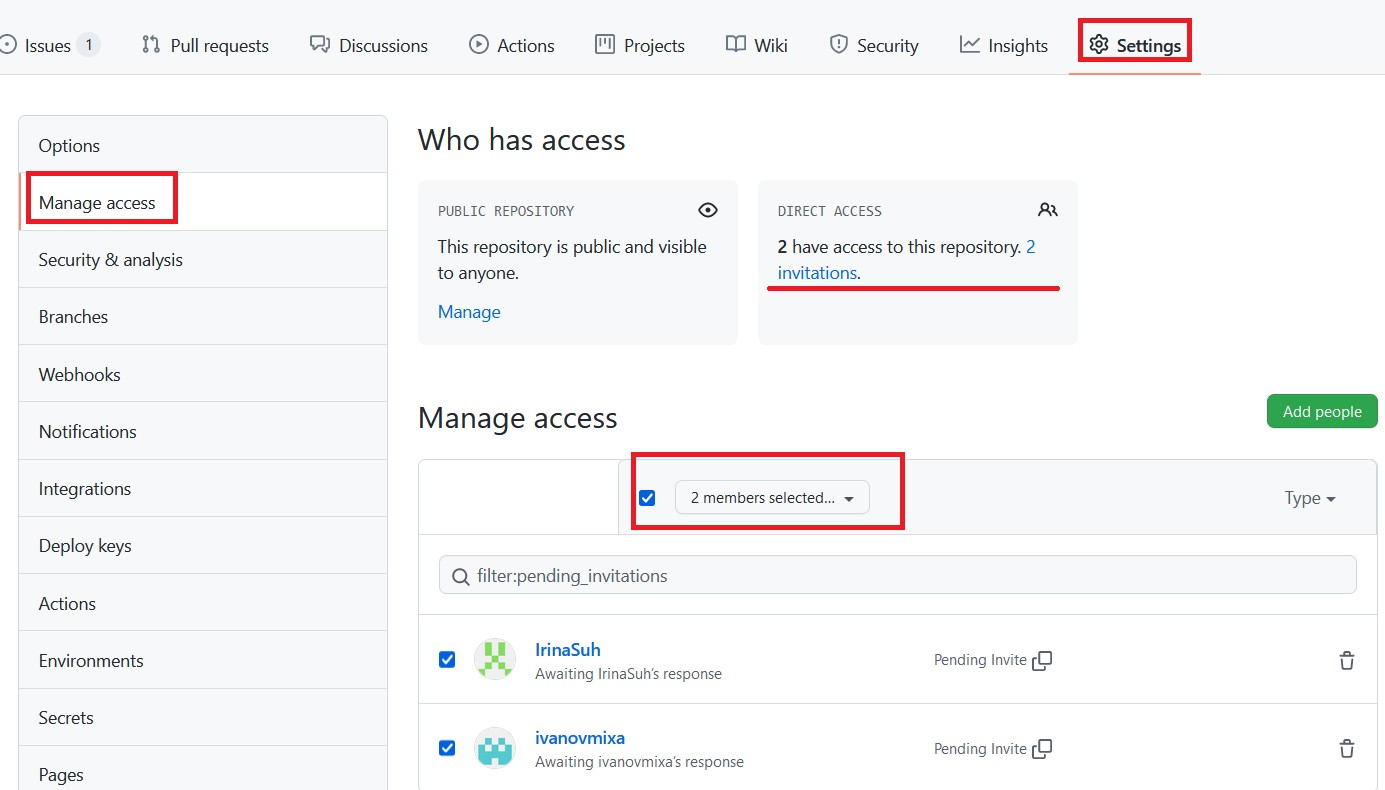 Issues 1 Pull requests Discussions Actions Projects Wiki Security Insights Settings
Options
Manage access
Security & analysis
Branches
Webhooks
Notifications
Integrations
Deploy keys
Actions
Environments
Secrets
Pages
Who has access
PUBLIC REPOSITORY
This repository is public and visible
to anyone.
Manage
DIRECT ACCESS
2 have access to this repository. 2
invitations.
Manage access
Add people
2 members selected...
Type
filter:pending_invitations
IrinaSuh
Awaiting IrinaSuh’s response
Pending Invite
ivanovmixa
Awaiting ivanovmixa’s response
Pending Invite